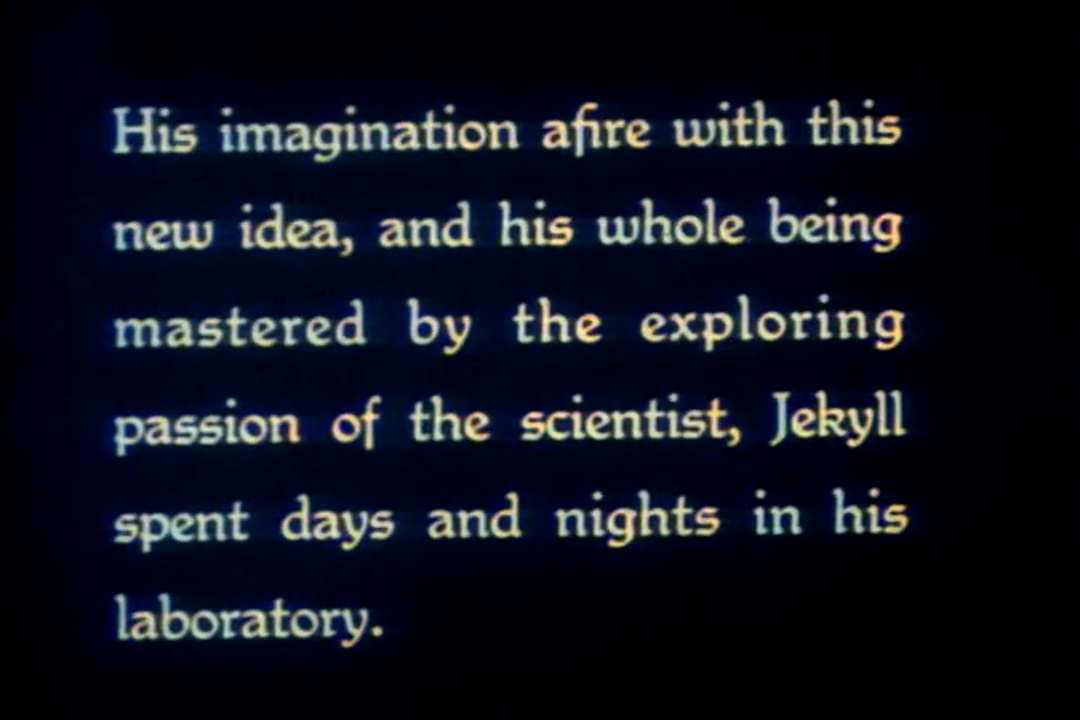 His imagination afire with this
new idea, and his whole being
mastered by the exploring
passion of the scientist, Jekyll
spent days and nights in his
laboratory.